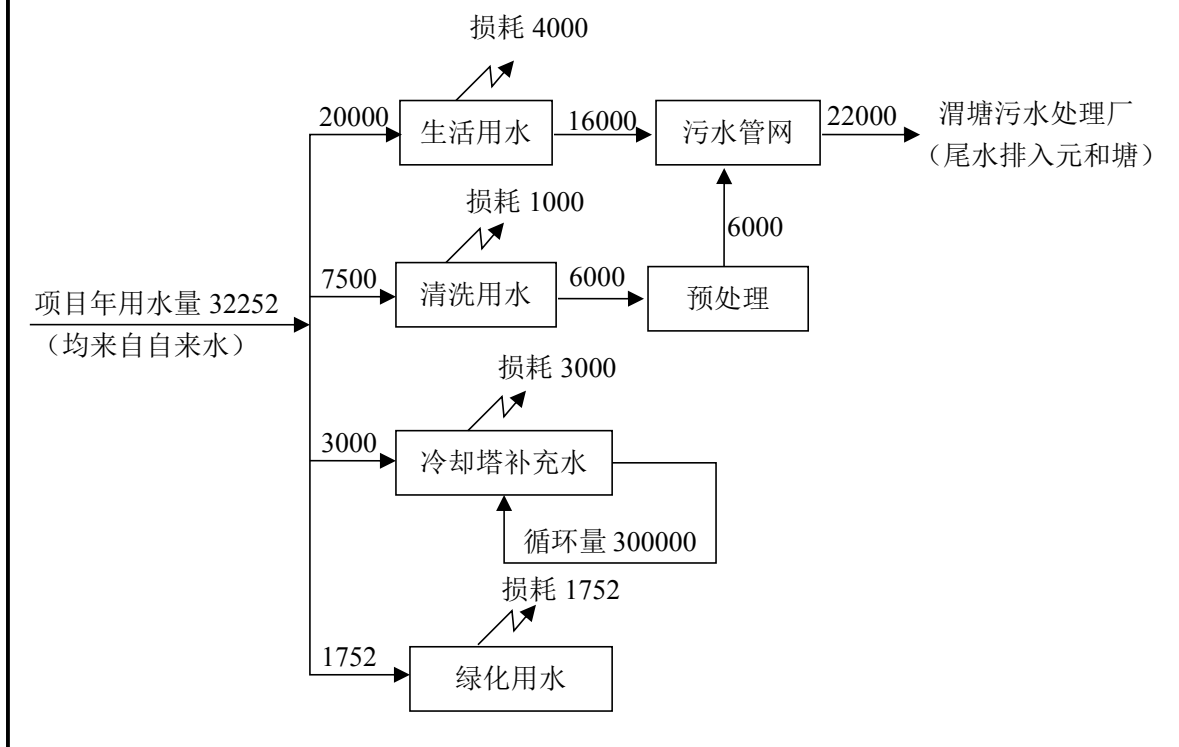 损耗 4000
20000
生活用水
16000
污水管网
22000
渭塘污水处理厂
（尾水排入元和塘）
损耗 1000
6000
7500
清洗用水
6000
预处理
项目年用水量 32252
（均来自自来水）
损耗 3000
3000
冷却塔补充水
循环量 300000
损耗 1752
1752
绿化用水